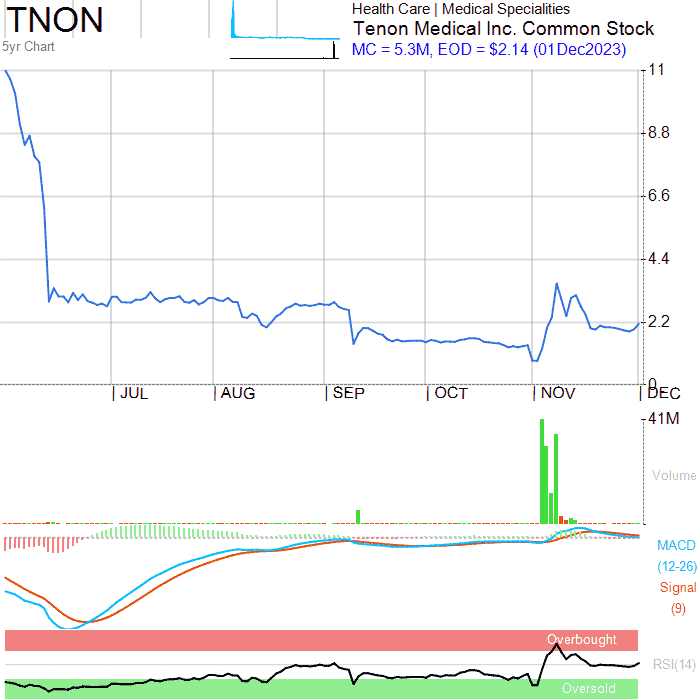 TNON
5yr Chart
Health Care | Medical Specialities
Tenon Medical Inc. Common Stock
MC = 5.3M, EOD = $2.14 (01Dec2023)
11
8.8
6.6
4.4
2.2
0
JUL AUG SEP OCT NOV DEC
41M
Volume
MACD
(12-26)
Signal
(9)
Overbought
RSI(14)
Oversold